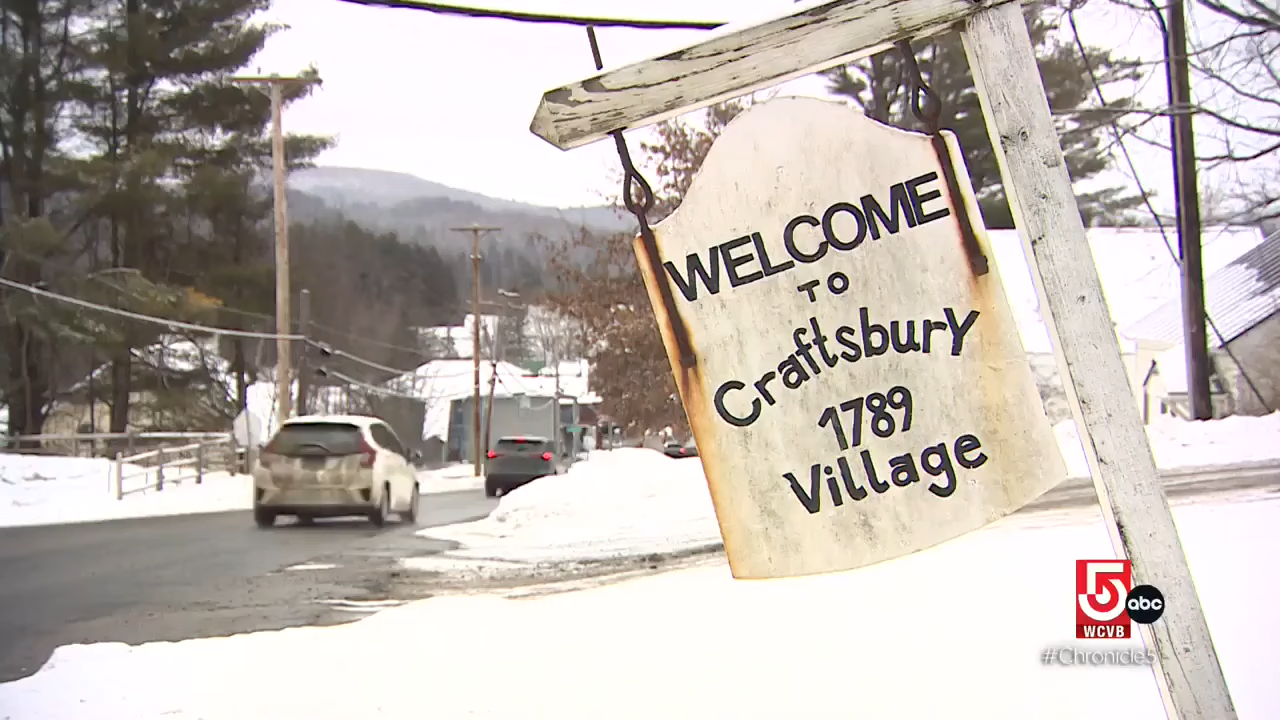 WELCOME
TO
Craftsbury
1789
Village
5
abc
WCVB
#Chronicle5